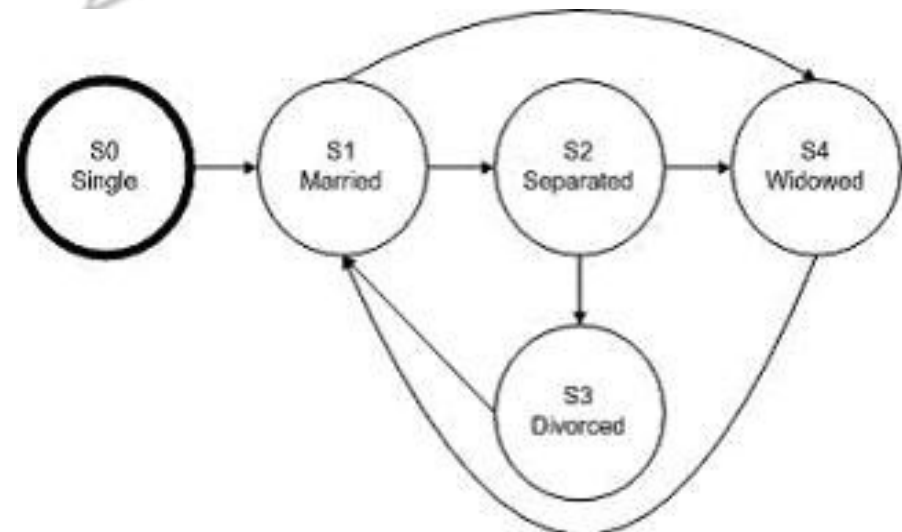 S0
Single
S1
Married
S2
Separated
S4
Widowed
S3
Divorced